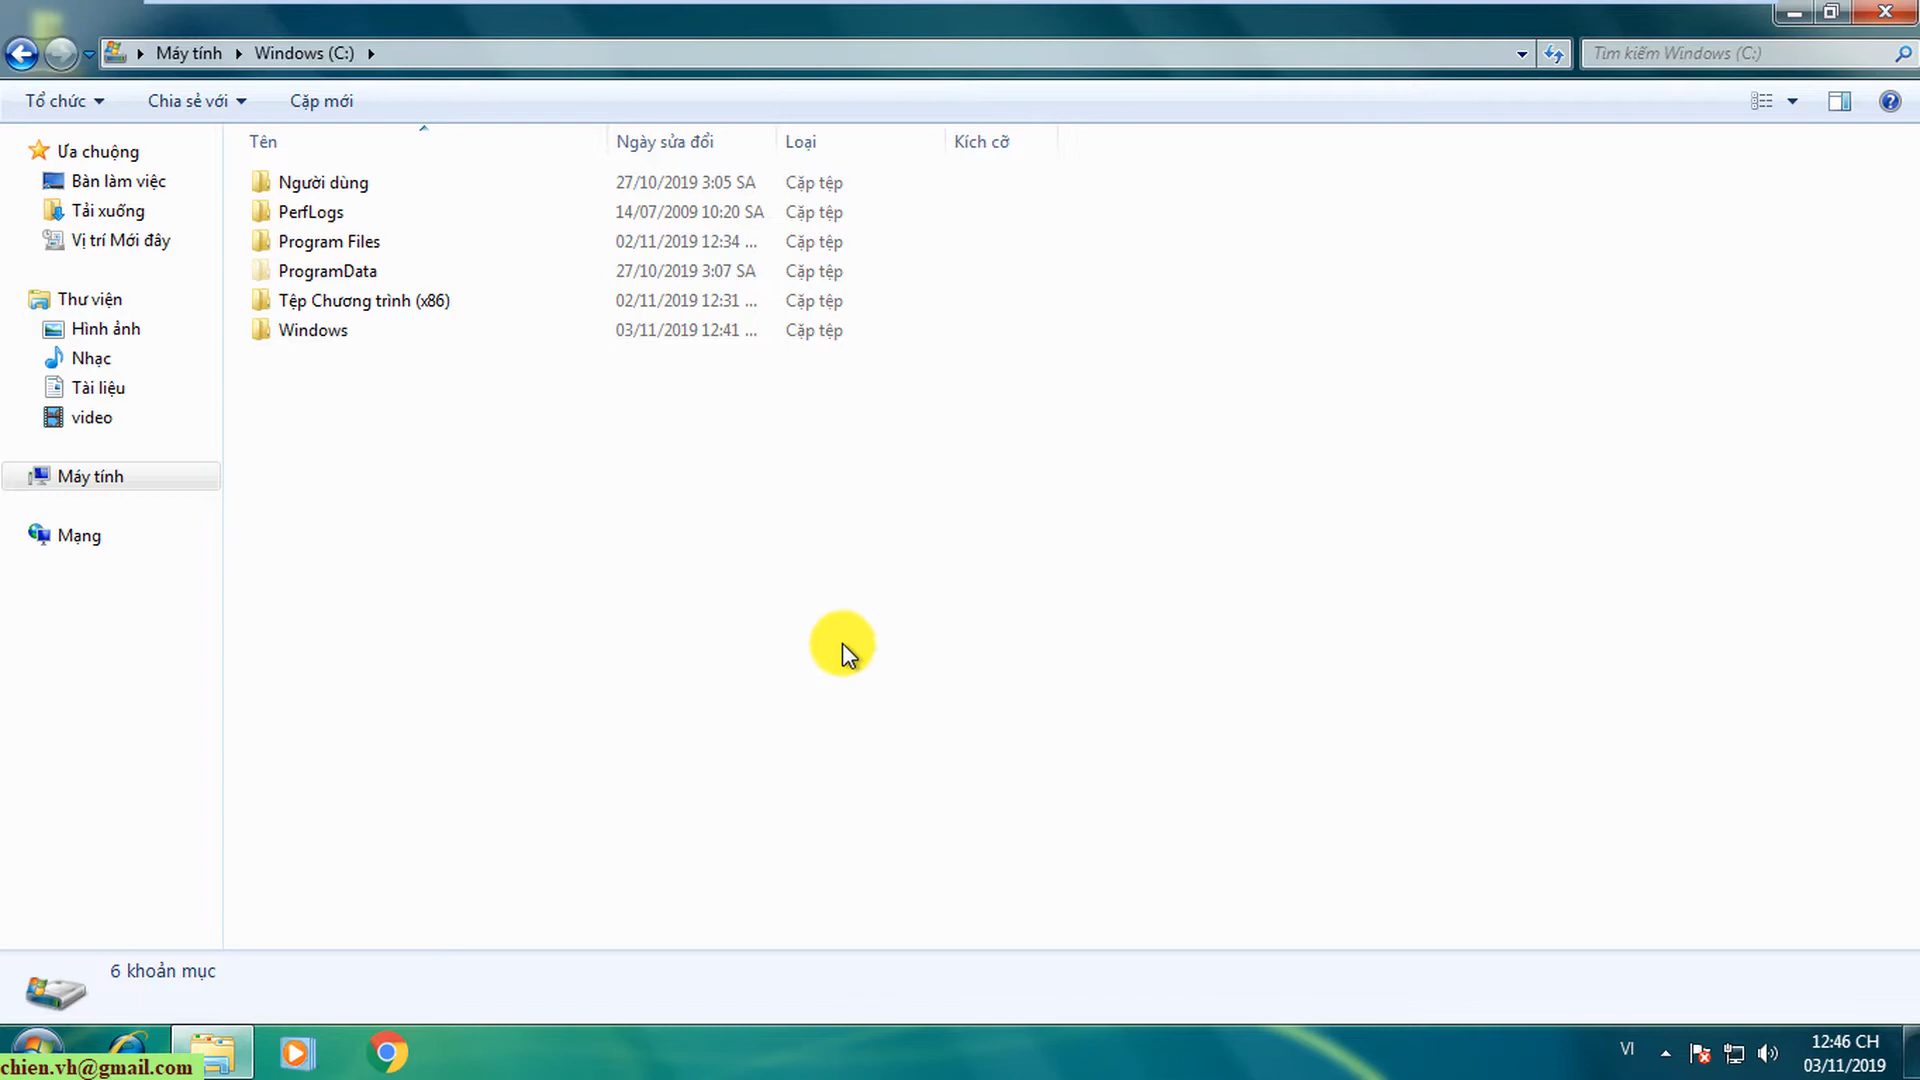 Máy tính Windows (C:)
Tìm kiếm Windows (C:)
Tổ chức Chia sẻ với Cặp mới
Tên Ngày sửa đổi Loại Kích cỡ
Người dùng 27/10/2019 3:05 SA Cặp tệp
PerfLogs 14/07/2009 10:20 SA Cặp tệp
Program Files 02/11/2019 12:34 ... Cặp tệp
ProgramData 27/10/2019 3:07 SA Cặp tệp
Tệp Chương trình (x86) 02/11/2019 12:31 ... Cặp tệp
Windows 03/11/2019 12:41 ... Cặp tệp
Ưa chuộng
Bàn làm việc
Tải xuống
Vị trí Mới đây
Thư viện
Hình ảnh
Nhạc
Tài liệu
video
Máy tính
Mạng
6 khoản mục
chien.vh@gmail.com
VI
12:46 CH
03/11/2019